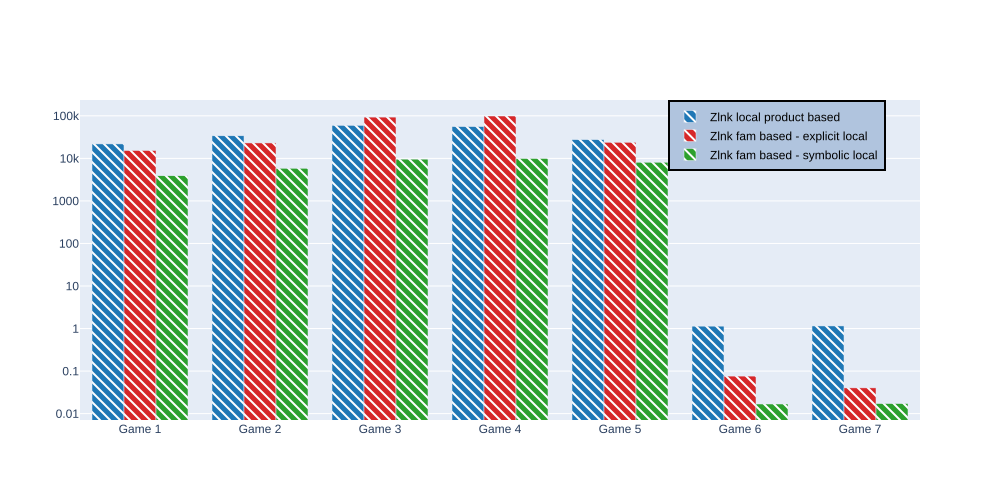 100k
10k
1000
100
10
1
0.1
0.01
Game 1
Game 2
Game 3
Game 4
Game 5
Game 6
Game 7
Zlnk local product based
Zlnk fam based - explicit local
Zlnk fam based - symbolic local